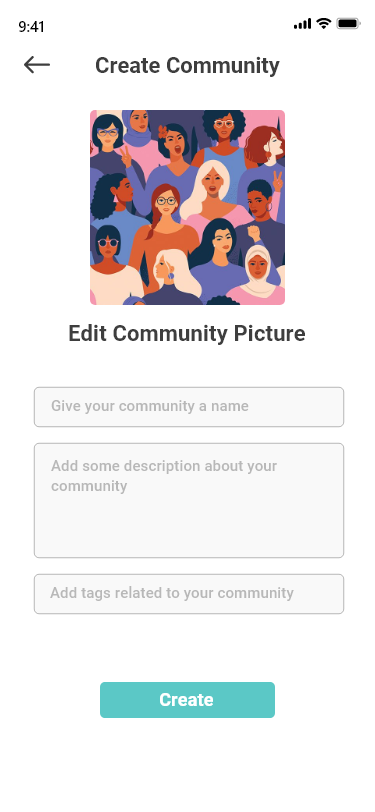 9:41
Create Community
Edit Community Picture
Give your community a name
Add some description about your
community
Add tags related to your community
Create